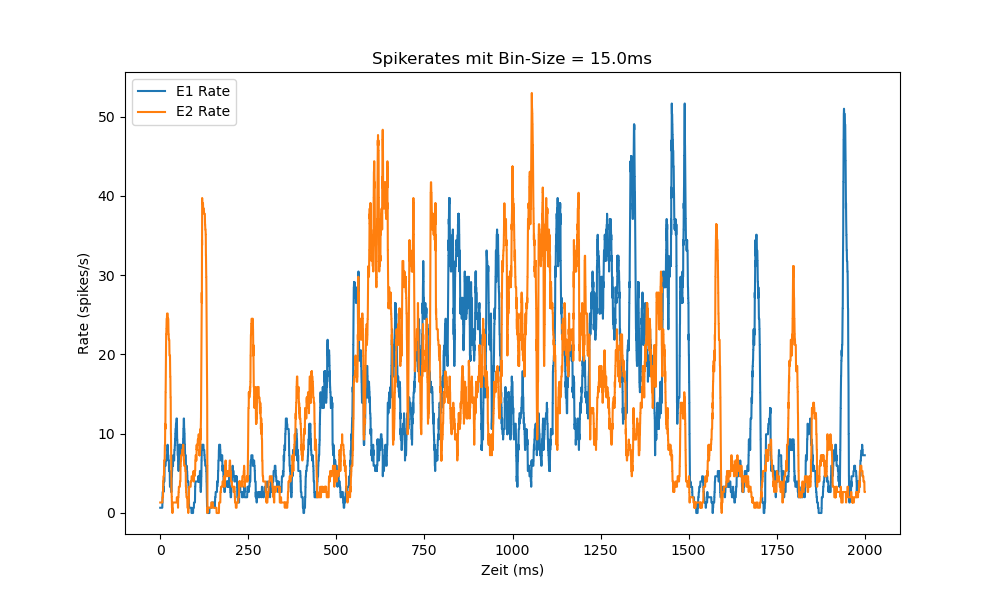 Spikerates mit Bin-Size = 15.0ms
E1 Rate
E2 Rate
50
40
30
20
10
0
Rate (spikes/s)
0 250 500 750 1000 1250 1500 1750 2000
Zeit (ms)